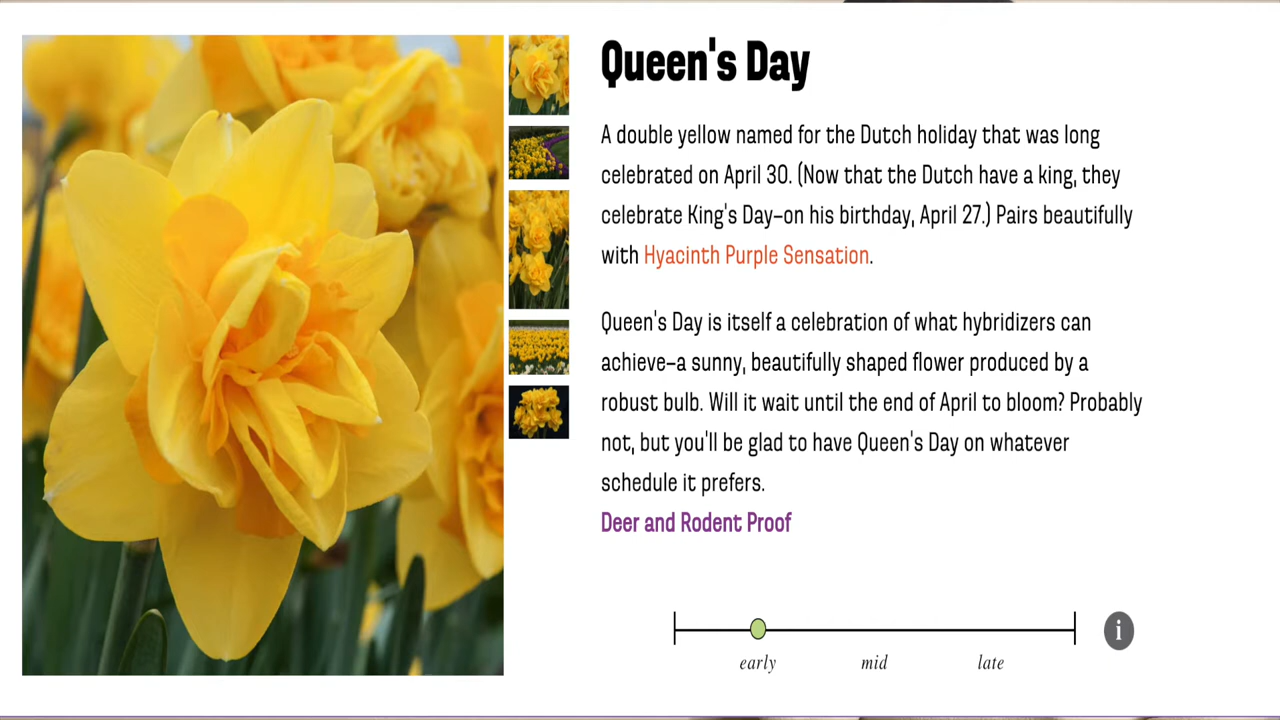 Queen's Day
A double yellow named for the Dutch holiday that was long
celebrated on April 30. (Now that the Dutch have a king, they
celebrate King's Day–on his birthday, April 27.) Pairs beautifully
with Hyacinth Purple Sensation.
Queen's Day is itself a celebration of what hybridizers can
achieve–a sunny, beautifully shaped flower produced by a
robust bulb. Will it wait until the end of April to bloom? Probably
not, but you'll be glad to have Queen's Day on whatever
schedule it prefers.
Deer and Rodent Proof
i
early mid late